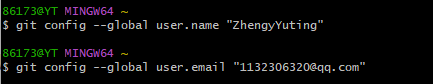 86173@YT MINGW64 ~
$ git config --global user.name "ZhengyYuting"
86173@YT MINGW64 ~
$ git config --global user.email "1132306320@qq.com"